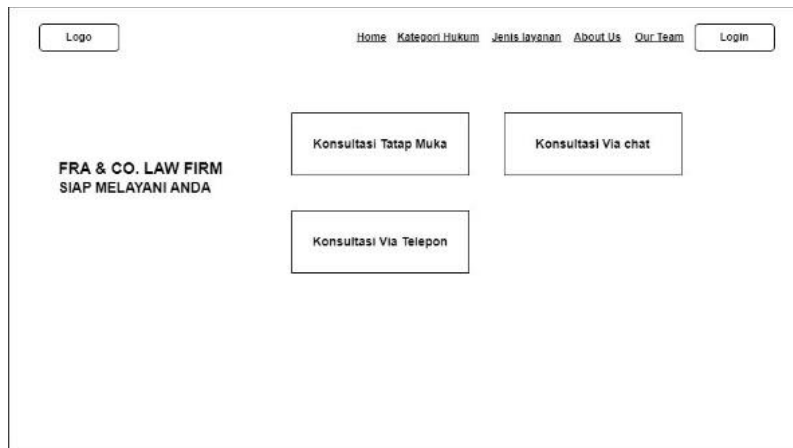 Logo
Home Kategori Hukum Jenis layanan About Us Our Team Login
Konsultasi Tatap Muka
Konsultasi Via chat
FRA & CO. LAW FIRM
SIAP MELAYANI ANDA
Konsultasi Via Telepon